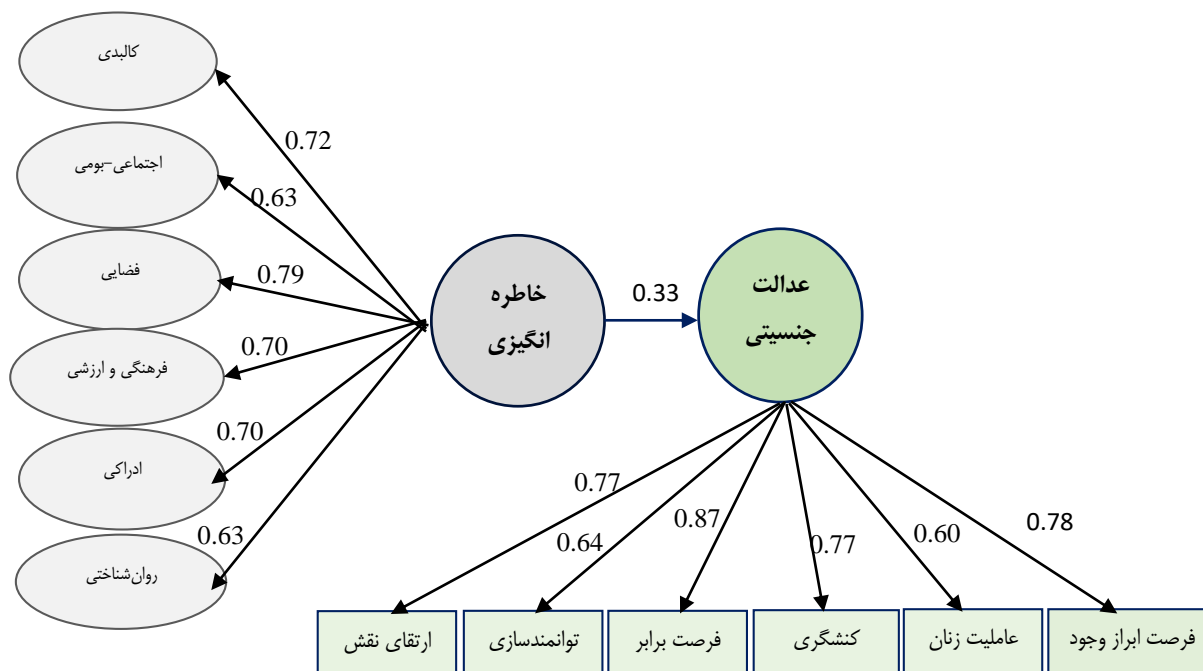 کالبدی
0.72
اجتماعی-بومی
0.63
فضایی
0.79
خاطره
انگیزی
0.33
عدالت
جنسیتی
فرهنگی و ارزشی
0.70
ادراکی
0.70
روان‌شناختی
0.63
0.77
0.64
0.87
0.77
0.60
0.78
فرصت ابراز وجود
عاملیت زنان
کنشگری
فرصت برابر
توانمندسازی
ارتقای نقش